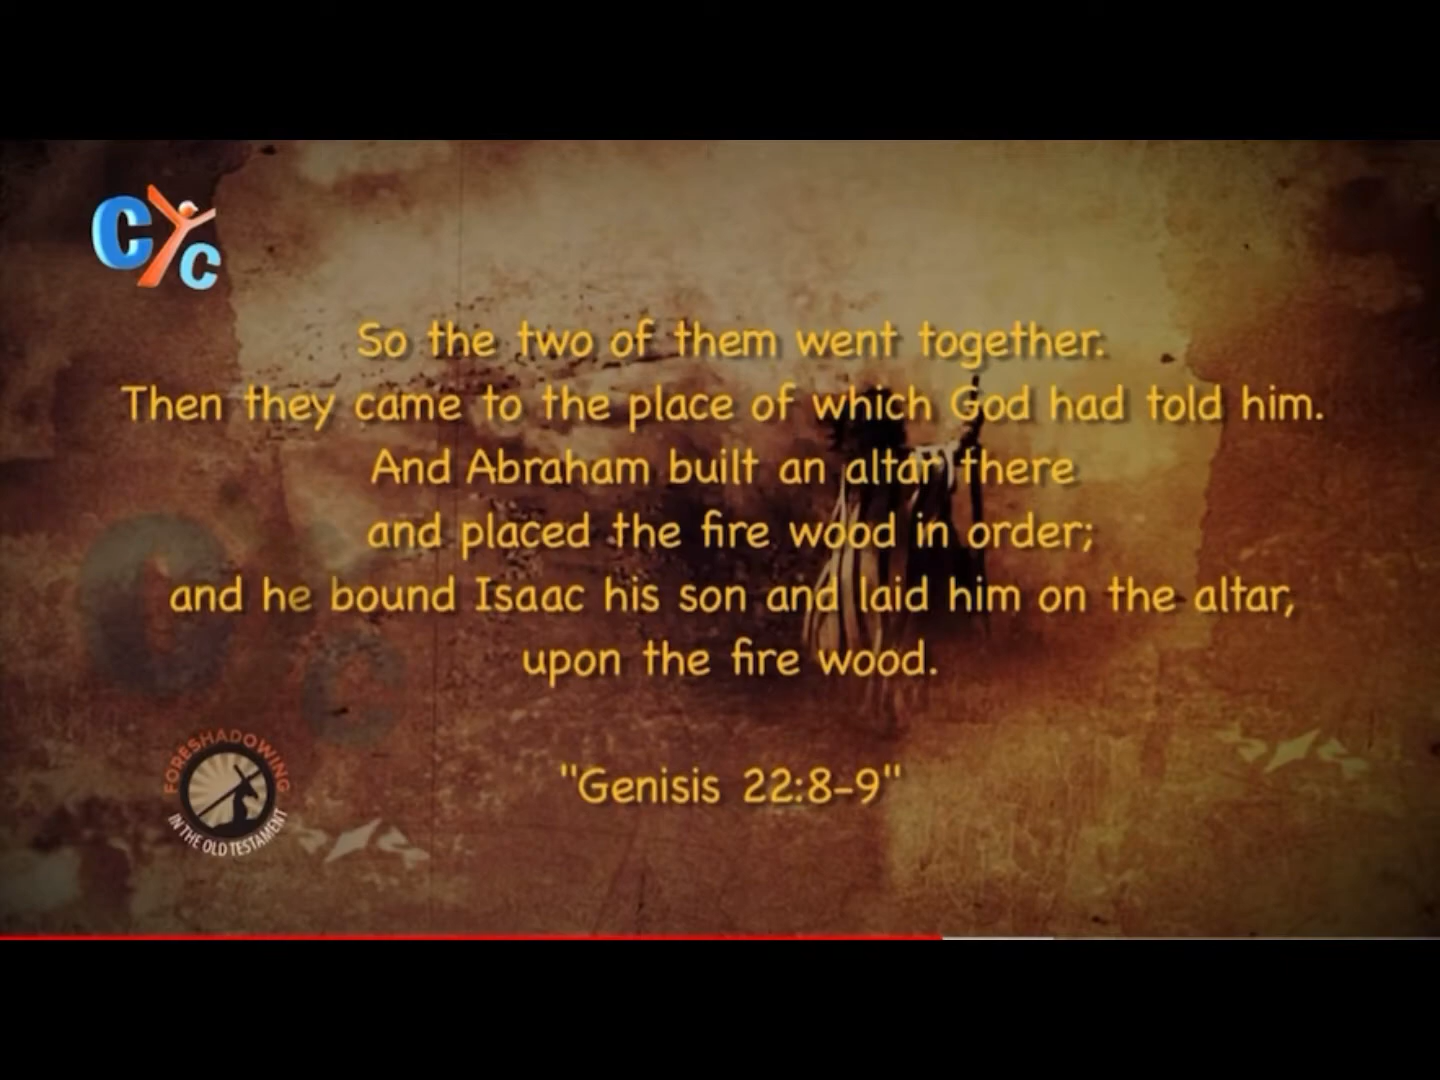 CYC
So the two of them went together.
Then they came to the place of which God had told him.
And Abraham built an altar there
and placed the fire wood in order;
and he bound Isaac his son and laid him on the altar,
upon the fire wood.
"Genisis 22:8-9"
FORESHADOWING
IN THE OLD TESTAMENT